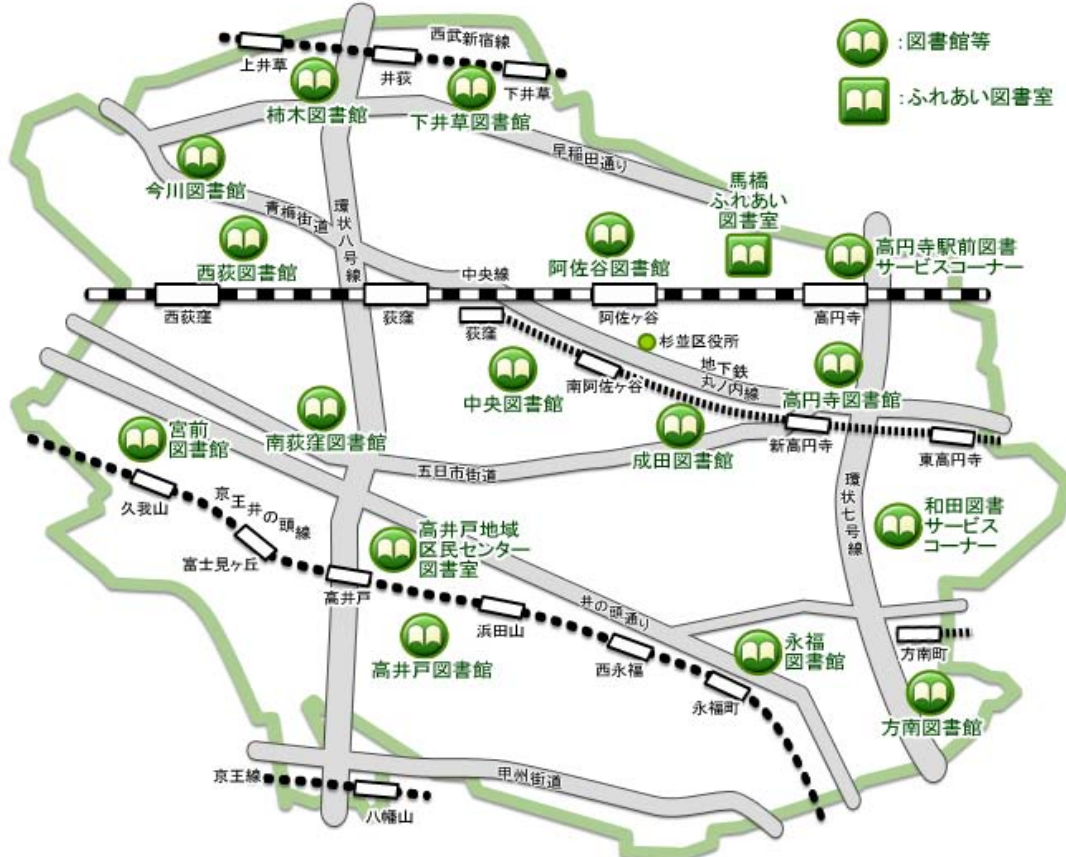 西武新宿線
上井草
井荻
下井草
:図書館等
:ふれあい図書室
柿木図書館
下井草図書館
早稲田通り
今川図書館
青梅街道
環状八号線
馬橋
ふれあい
図書室
西荻図書館
阿佐谷図書館
高円寺駅前図書
サービスコーナー
中央線
西荻窪
荻窪
荻窪
阿佐ヶ谷
高円寺
杉並区役所
地下鉄
丸ノ内線
南阿佐ヶ谷
中央図書館
高円寺図書館
宮前
図書館
南荻窪図書館
成田図書館
新高円寺
東高円寺
五日市街道
久我山
京王井の頭線
環状七号線
富士見ヶ丘
高井戸地域
区民センター
図書室
和田図書
サービス
コーナー
高井戸
浜田山
井の頭通り
西永福
永福
図書館
方南町
高井戸図書館
永福町
方南図書館
京王線
甲州街道
八幡山